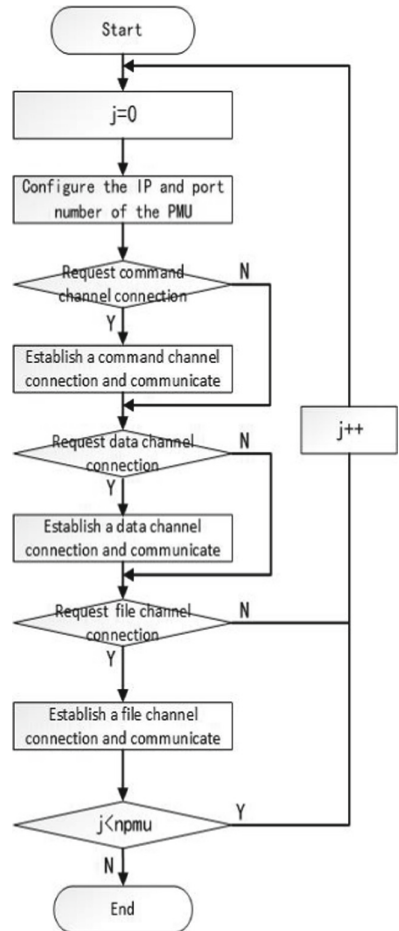 Start
j=0
Configure the IP and port
number of the PMU
Request command
channel connection
N
Y
Establish a command channel
connection and communicate
Request data channel
connection
N
Y
j++
Establish a data channel
connection and communicate
Request file channel
connection
N
Y
Establish a file channel
connection and communicate
j<npmu
Y
N
End